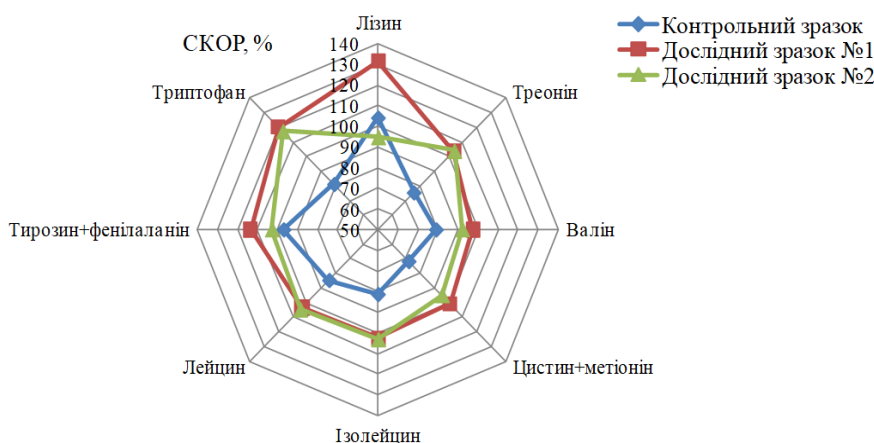 Лізин
СКОР, %
140
130
120
110
100
90
80
70
60
50
Контрольний зразок
Дослідний зразок №1
Дослідний зразок №2
Триптофан
Треонін
Тирозин+фенілаланін
Валін
Лейцин
Цистин+метіонін
Ізолейцин